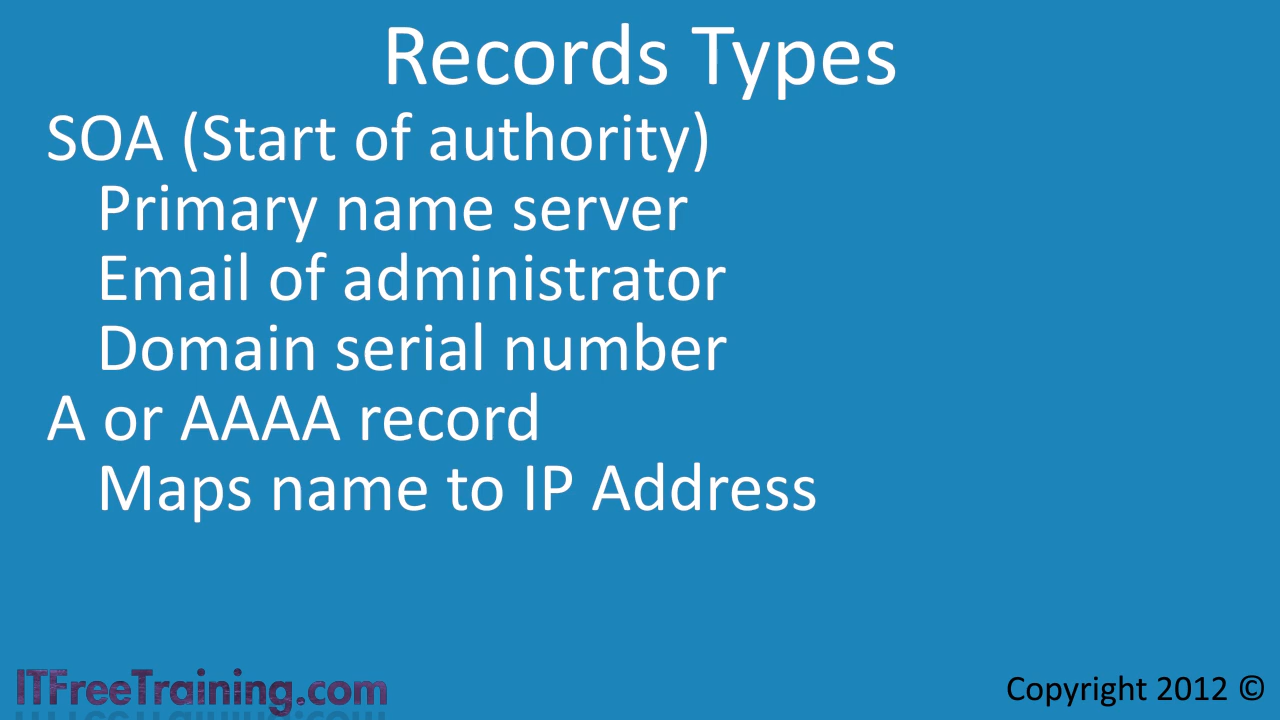 Records Types
SOA (Start of authority)
Primary name server
Email of administrator
Domain serial number
A or AAAA record
Maps name to IP Address
ITFreeTraining.com
Copyright 2012 ©